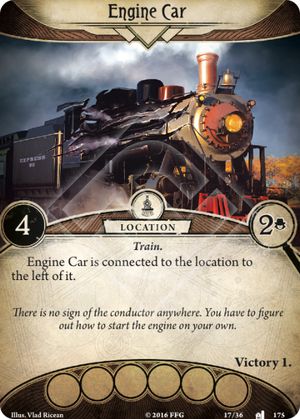 Engine Car
EXPRESS
4
2
LOCATION
Train.
Engine Car is connected to the location to
the left of it.
There is no sign of the conductor anywhere. You have to figure
out how to start the engine on your own.
Victory 1.
Illus. Vlad Ricean
© 2016 FFG
17/36
175